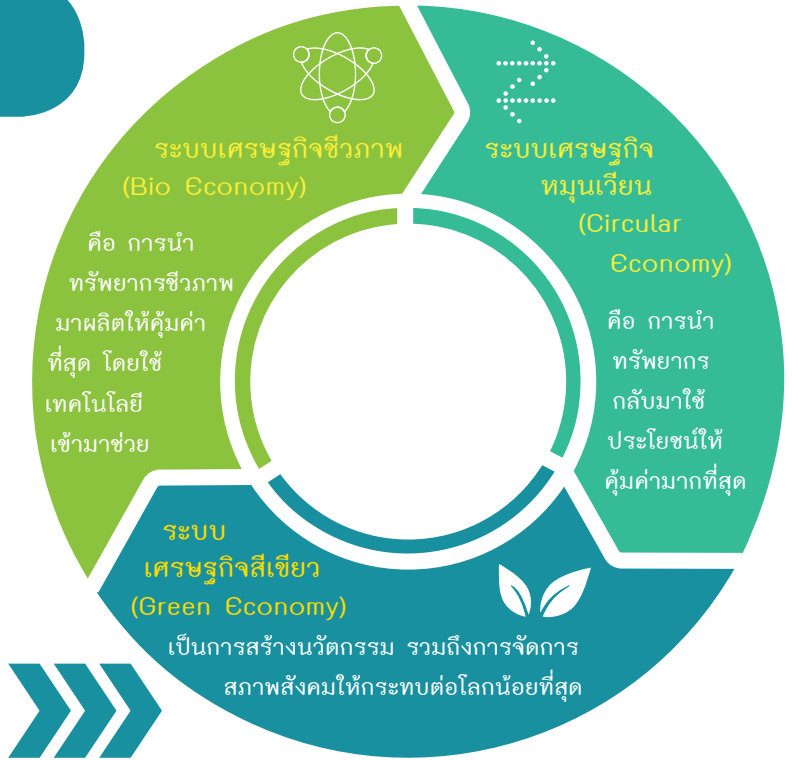 ระบบเศรษฐกิจชีวภาพ
(Bio Economy)
คือ การนำ
ทรัพยากรชีวภาพ
มาผลิตให้คุ้มค่า
ที่สุด โดยใช้
เทคโนโลยี
เข้ามาช่วย
ระบบเศรษฐกิจ
หมุนเวียน
(Circular
Economy)
คือ การนำ
ทรัพยากร
กลับมาใช้
ประโยชน์ให้
คุ้มค่ามากที่สุด
ระบบ
เศรษฐกิจสีเขียว
(Green Economy)
เป็นการสร้างนวัตกรรม รวมถึงการจัดการ
สภาพสังคมให้กระทบต่อโลกน้อยที่สุด